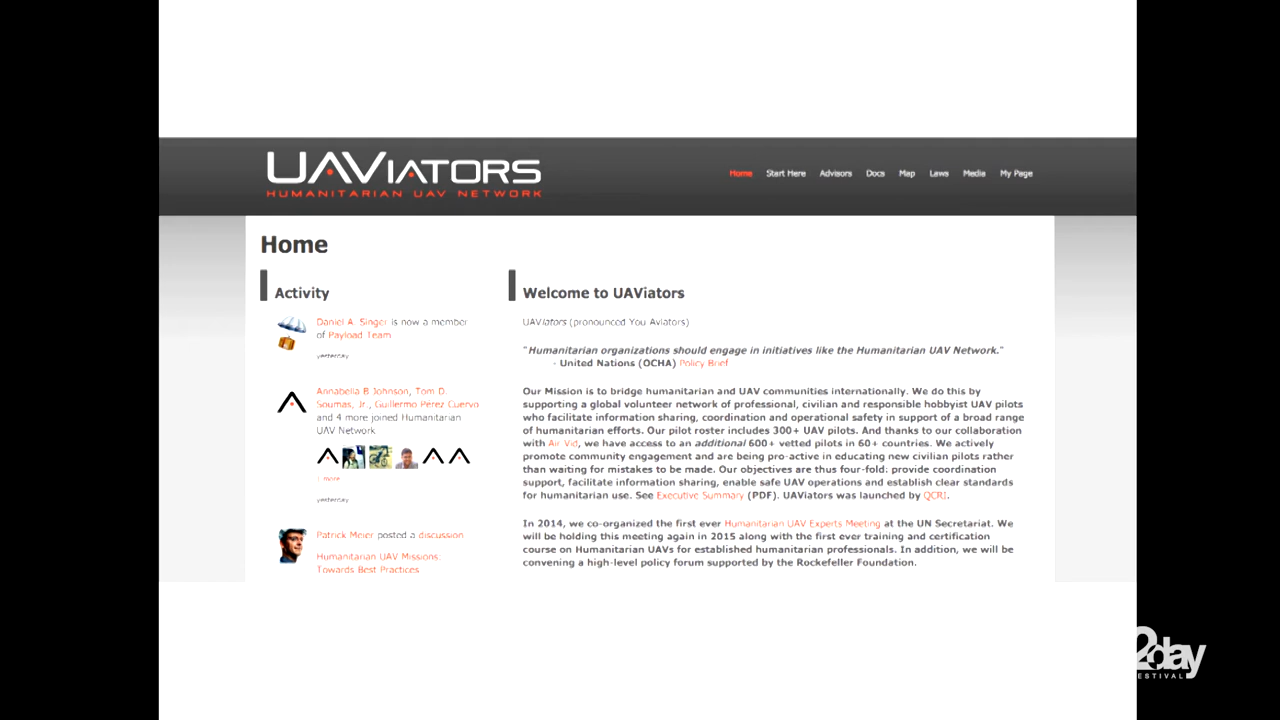 UAViators
HUMANITARIAN UAV NETWORK
Home Start Here Advisors Docs Map Laws Media My Page
Home
Activity
Daniel A. Singer is now a member
of Payload Team
yesterday
Annabella B Johnson, Tom D.
Soumas, Jr., Guillermo Pérez Cuervo
and 4 more joined Humanitarian
UAV Network
1 more
yesterday
Patrick Meier posted a discussion
Humanitarian UAV Missions:
Towards Best Practices
Welcome to UAViators
UAViators (pronounced You Aviators)
"Humanitarian organizations should engage in initiatives like the Humanitarian UAV Network."
- United Nations (OCHA) Policy Brief
Our Mission is to bridge humanitarian and UAV communities internationally. We do this by
supporting a global volunteer network of professional, civilian and responsible hobbyist UAV pilots
who facilitate information sharing, coordination and operational safety in support of a broad range
of humanitarian efforts. Our pilot roster includes 300+ UAV pilots. And thanks to our collaboration
with Air Vid, we have access to an additional 600+ vetted pilots in 60+ countries. We actively
promote community engagement and are being pro-active in educating new civilian pilots rather
than waiting for mistakes to be made. Our objectives are thus four-fold: provide coordination
support, facilitate information sharing, enable safe UAV operations and establish clear standards
for humanitarian use. See Executive Summary (PDF). UAViators was launched by QCRI.
In 2014, we co-organized the first ever Humanitarian UAV Experts Meeting at the UN Secretariat. We
will be holding this meeting again in 2015 along with the first ever training and certification
course on Humanitarian UAVs for established humanitarian professionals. In addition, we will be
convening a high-level policy forum supported by the Rockefeller Foundation.
2day
FESTIVAL